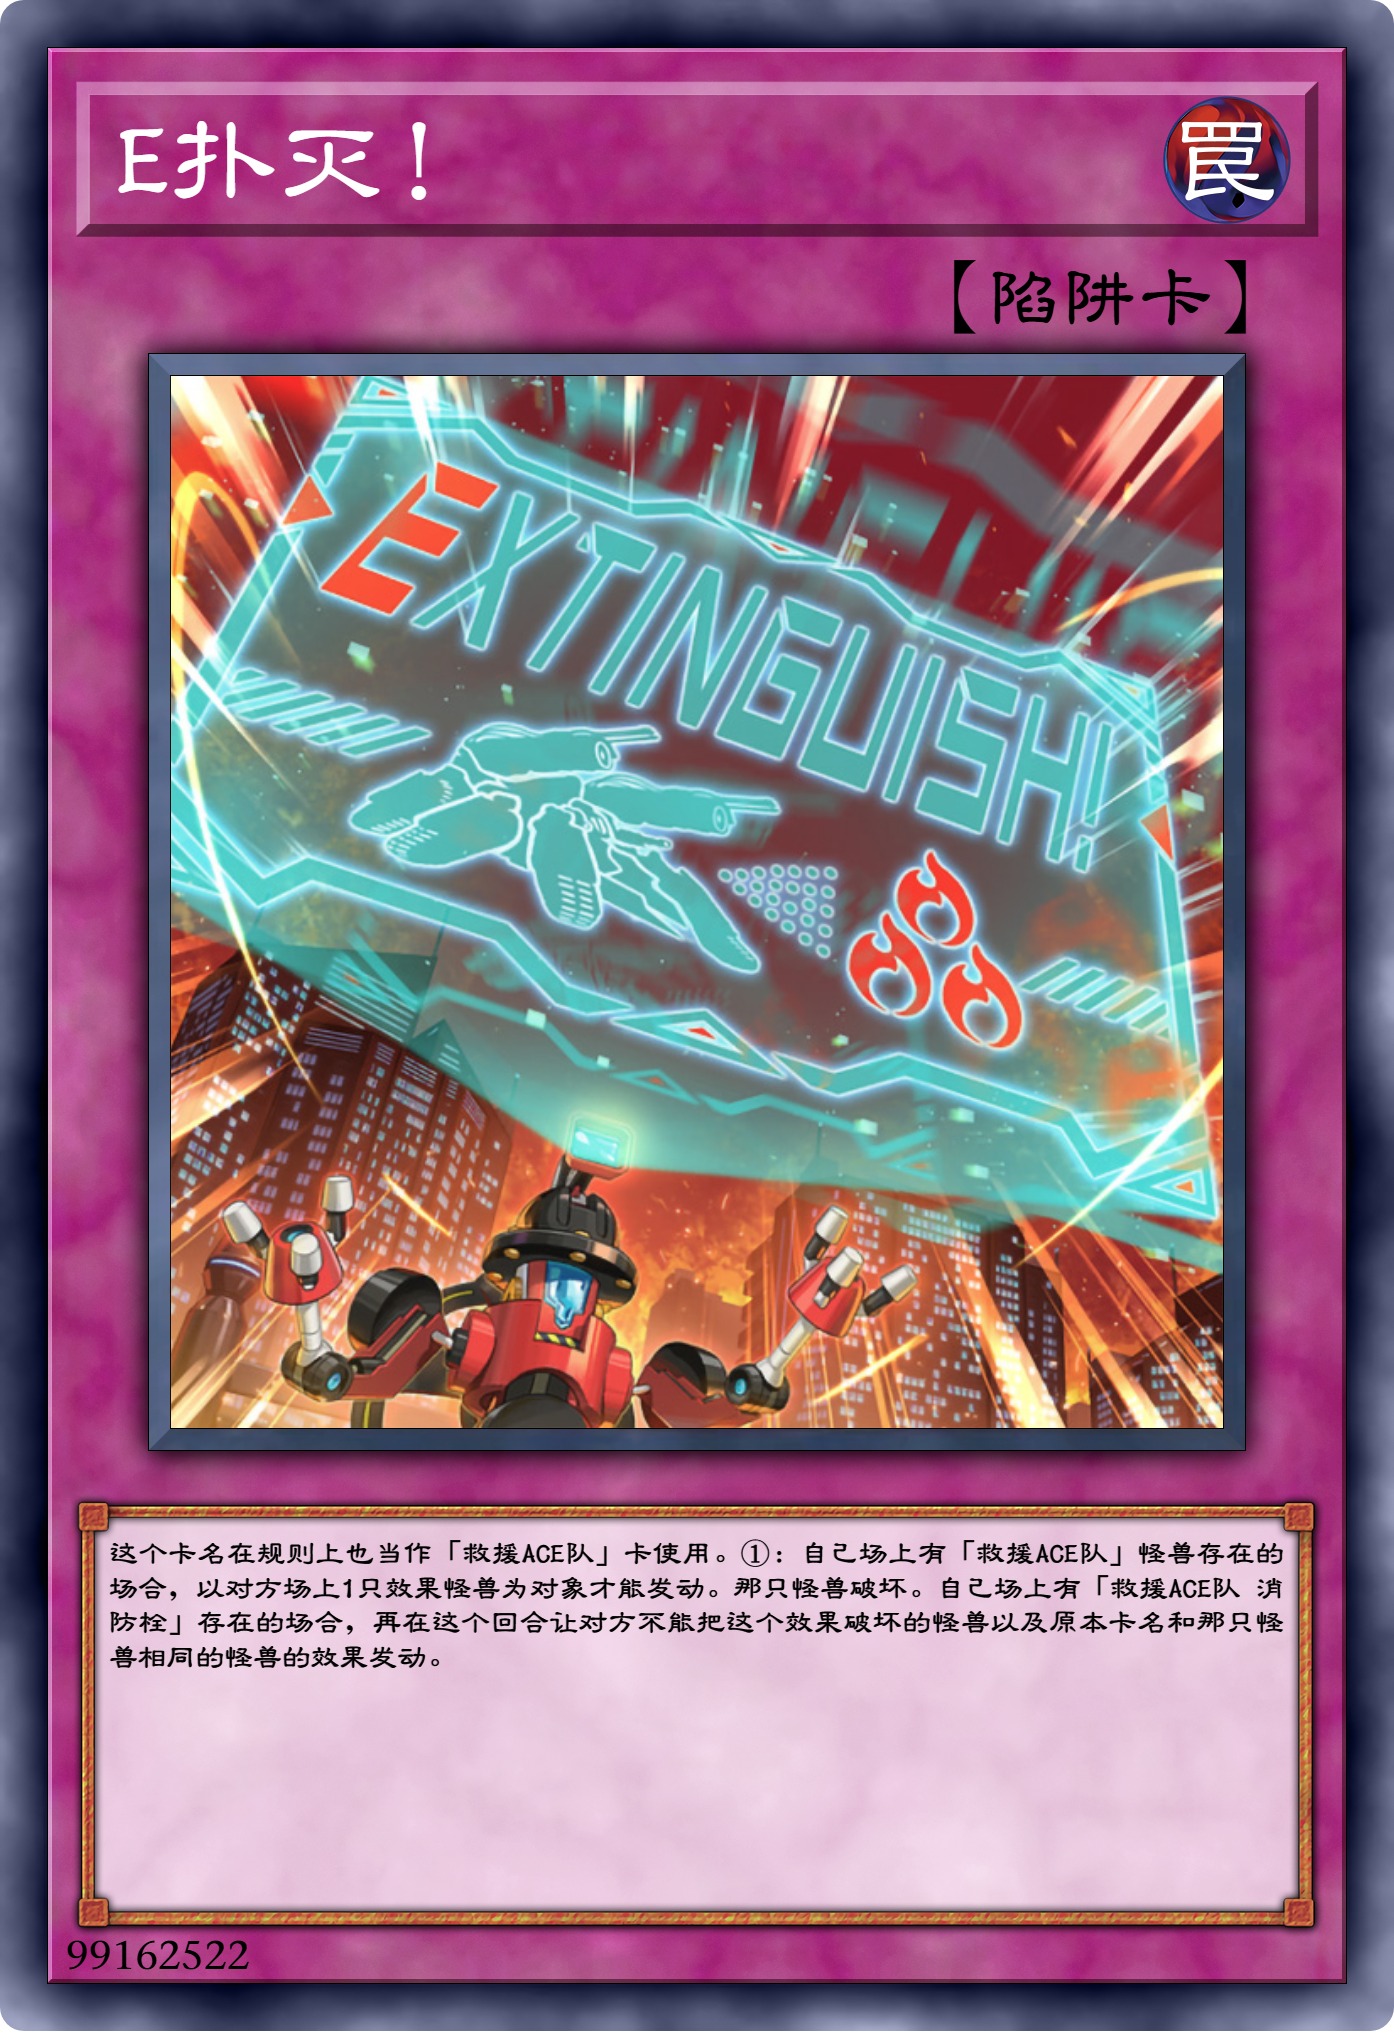 E扑灭！
罠
【陷阱卡】
EXTINGUISH!
这个卡名在规则上也当作「救援ACE队」卡使用。①：自己场上有「救援ACE队」怪兽存在的
场合，以对方场上1只效果怪兽为对象才能发动。那只怪兽破坏。自己场上有「救援ACE队 消
防栓」存在的场合，再在这个回合让对方不能把这个效果破坏的怪兽以及原本卡名和那只怪
兽相同的怪兽的效果发动。
99162522